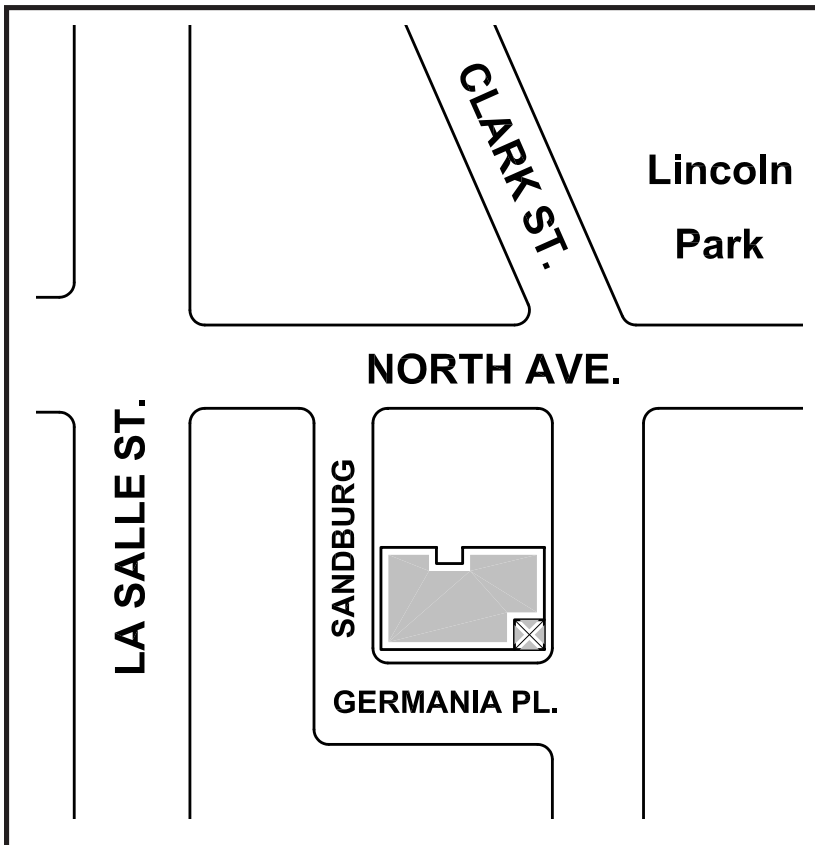 CLARK ST.
Lincoln
Park
NORTH AVE.
LA SALLE ST.
SANDBURG
GERMANIA PL.